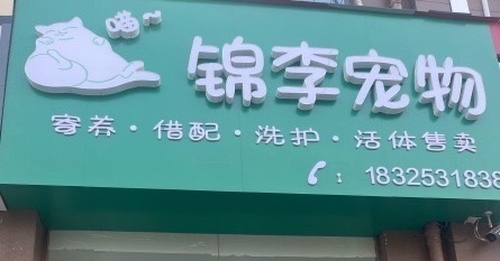 喵~
锦李宠物
寄养·借配·洗护·活体售卖
: 1832531838